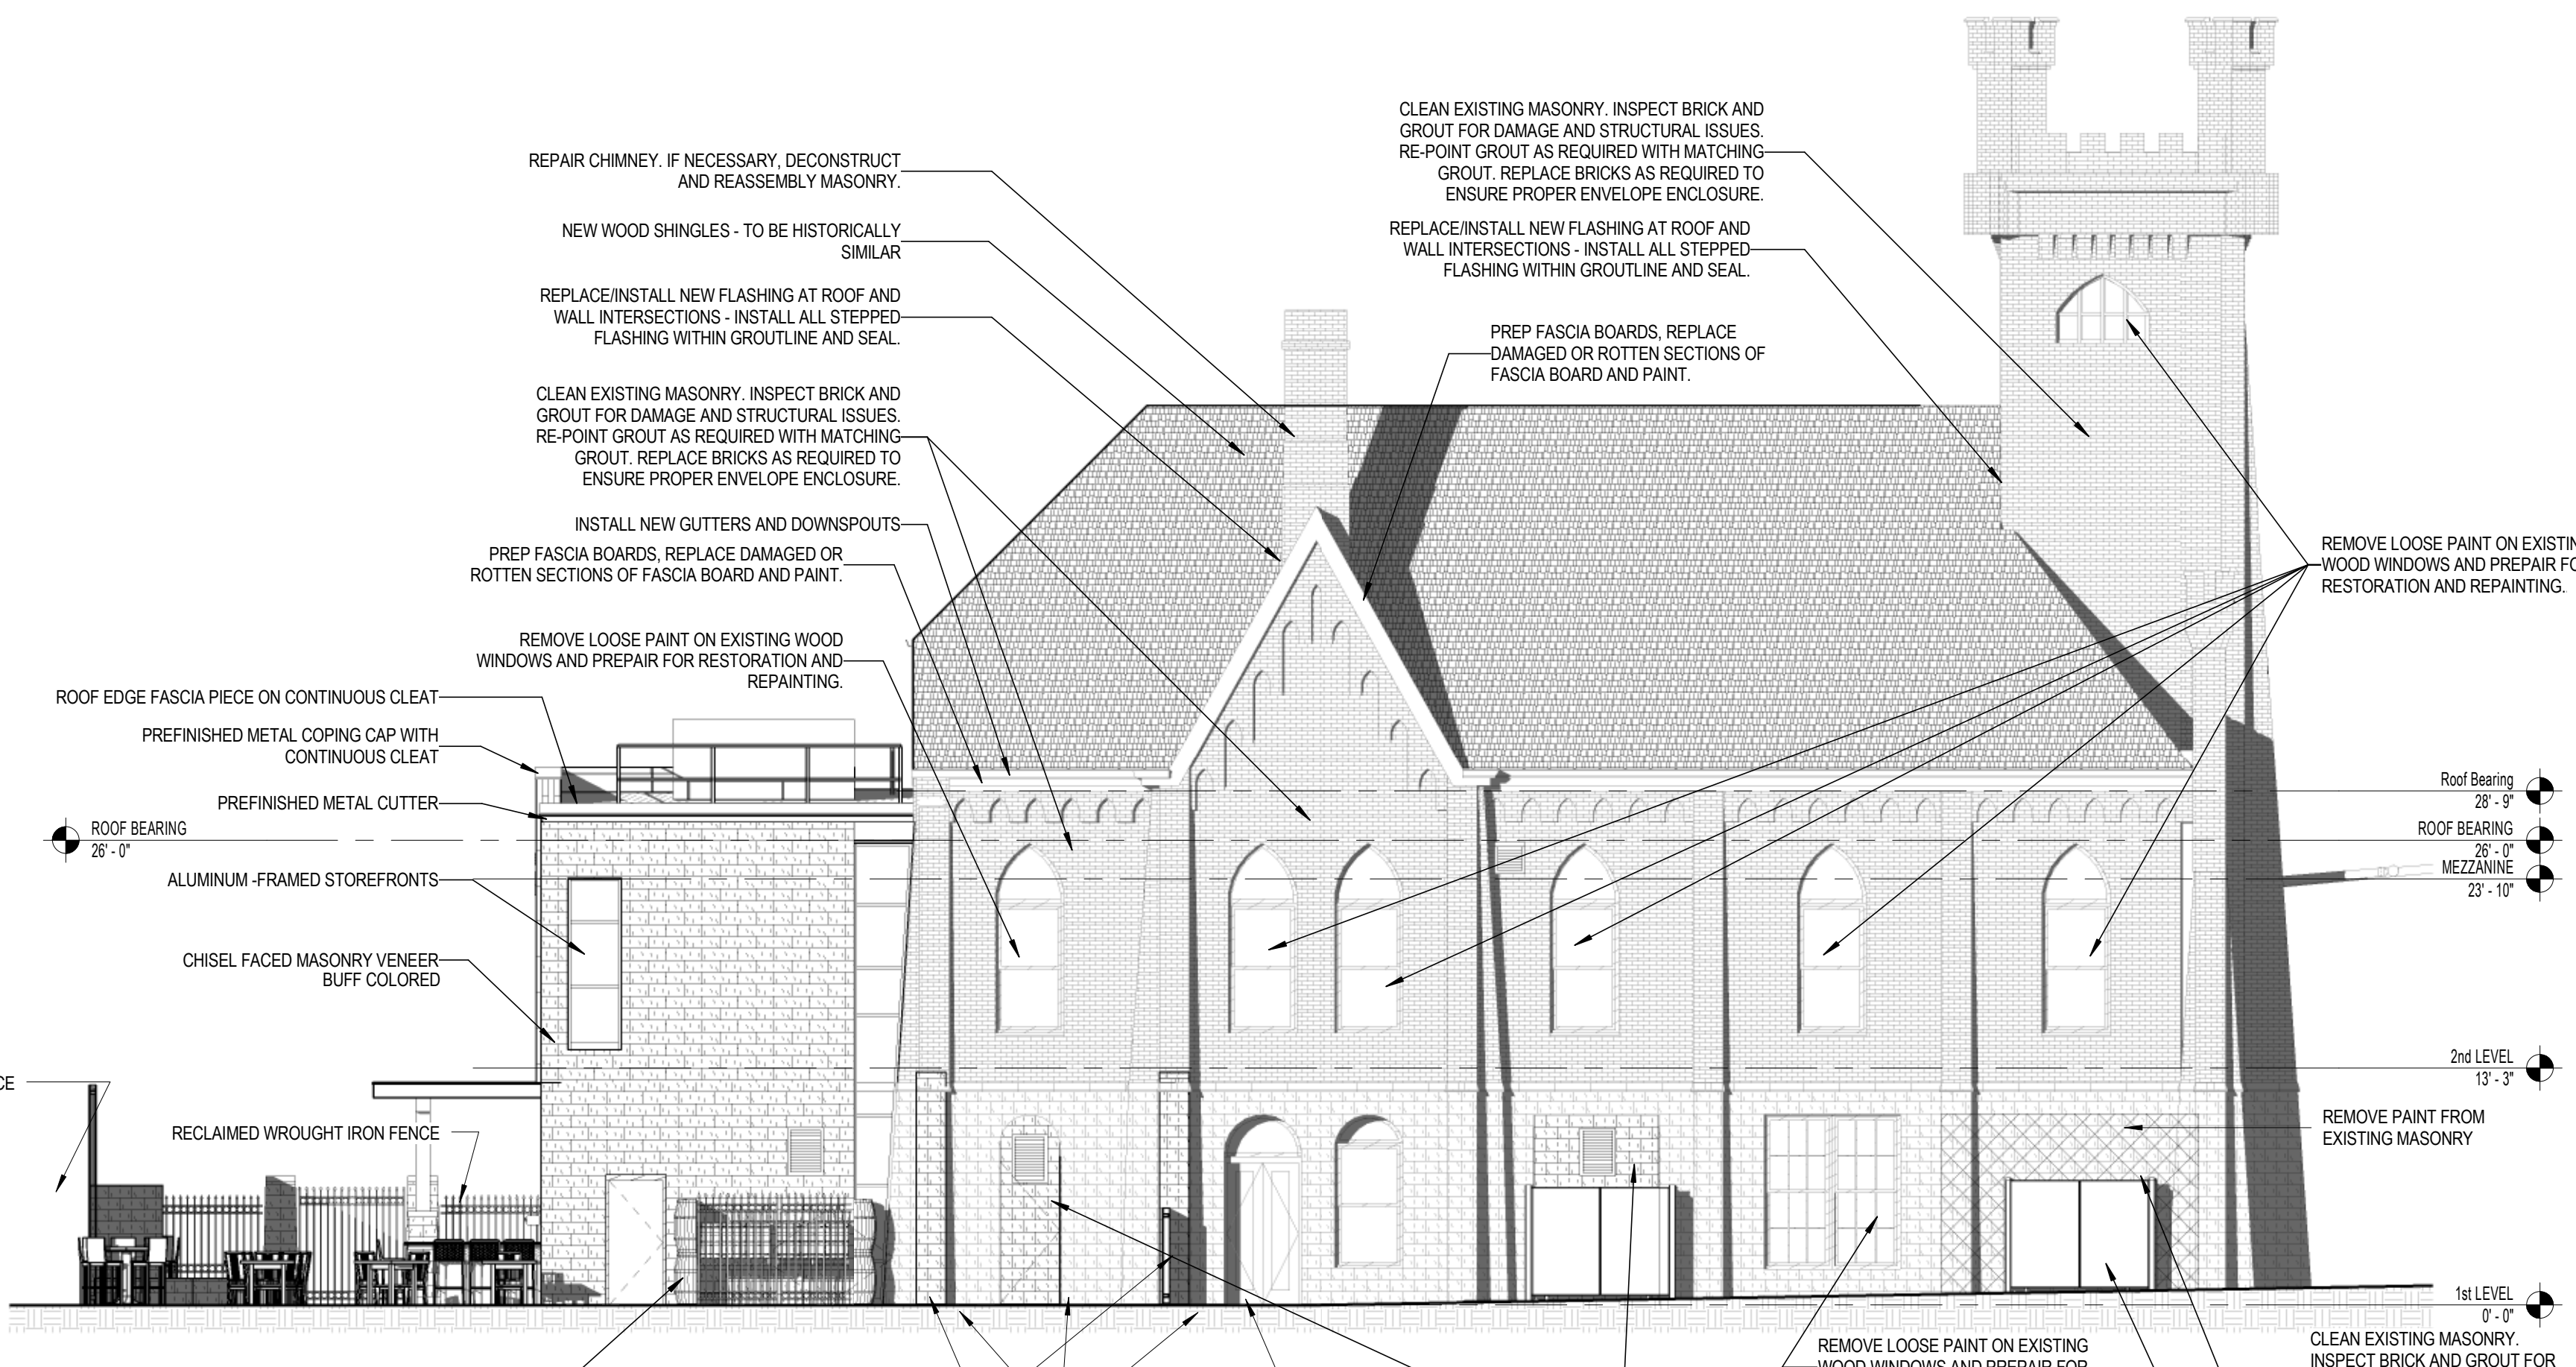 CLEAN EXISTING MASONRY. INSPECT BRICK AND
GROUT FOR DAMAGE AND STRUCTURAL ISSUES.
RE-POINT GROUT AS REQUIRED WITH MATCHING
GROUT. REPLACE BRICKS AS REQUIRED TO
ENSURE PROPER ENVELOPE ENCLOSURE.
REPLACE/INSTALL NEW FLASHING AT ROOF AND
WALL INTERSECTIONS - INSTALL ALL STEPPED
FLASHING WITHIN GROUTLINE AND SEAL.
PREP FASCIA BOARDS, REPLACE
DAMAGED OR ROTTEN SECTIONS OF
FASCIA BOARD AND PAINT.
REPAIR CHIMNEY. IF NECESSARY, DECONSTRUCT
AND REASSEMBLY MASONRY.
NEW WOOD SHINGLES - TO BE HISTORICALLY
SIMILAR
REPLACE/INSTALL NEW FLASHING AT ROOF AND
WALL INTERSECTIONS - INSTALL ALL STEPPED
FLASHING WITHIN GROUTLINE AND SEAL.
CLEAN EXISTING MASONRY. INSPECT BRICK AND
GROUT FOR DAMAGE AND STRUCTURAL ISSUES.
RE-POINT GROUT AS REQUIRED WITH MATCHING
GROUT. REPLACE BRICKS AS REQUIRED TO
ENSURE PROPER ENVELOPE ENCLOSURE.
INSTALL NEW GUTTERS AND DOWNSPOUTS
PREP FASCIA BOARDS, REPLACE DAMAGED OR
ROTTEN SECTIONS OF FASCIA BOARD AND PAINT.
REMOVE LOOSE PAINT ON EXISTING WOOD
WINDOWS AND PREPAIR FOR RESTORATION AND
REPAINTING.
ROOF EDGE FASCIA PIECE ON CONTINUOUS CLEAT
PREFINISHED METAL COPING CAP WITH
CONTINUOUS CLEAT
PREFINISHED METAL CUTTER
ROOF BEARING
26' - 0"
ALUMINUM -FRAMED STOREFRONTS
CHISEL FACED MASONRY VENEER
BUFF COLORED
CE
RECLAIMED WROUGHT IRON FENCE
REMOVE LOOSE PAINT ON EXISTIN
WOOD WINDOWS AND PREPAIR FO
RESTORATION AND REPAINTING.
Roof Bearing
28' - 9"
ROOF BEARING
26' - 0"
MEZZANINE
23' - 10"
2nd LEVEL
13' - 3"
REMOVE PAINT FROM
EXISTING MASONRY
1st LEVEL
0' - 0"
REMOVE LOOSE PAINT ON EXISTING
WOOD WINDOWS AND PREPAIR FOR
CLEAN EXISTING MASONRY.
INSPECT BRICK AND GROUT FOR